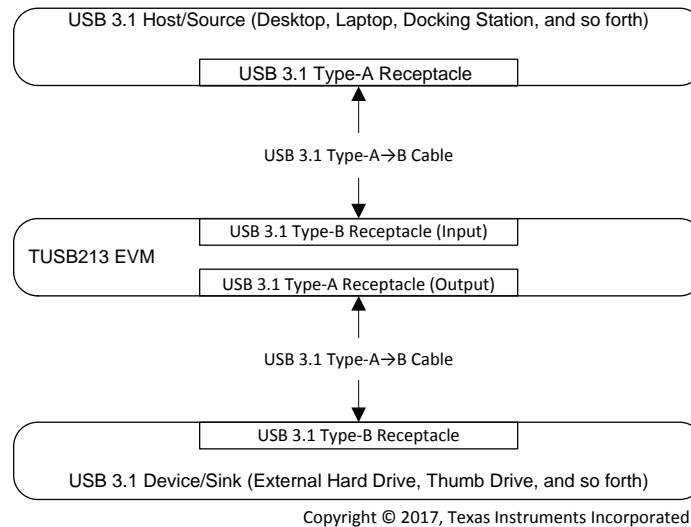 USB 3.1 Host/Source (Desktop, Laptop, Docking Station, and so forth)
USB 3.1 Type-A Receptacle
USB 3.1 Type-A→B Cable
USB 3.1 Type-B Receptacle (Input)
TUSB213 EVM
USB 3.1 Type-A Receptacle (Output)
USB 3.1 Type-A→B Cable
USB 3.1 Type-B Receptacle
USB 3.1 Device/Sink (External Hard Drive, Thumb Drive, and so forth)
Copyright © 2017, Texas Instruments Incorporated